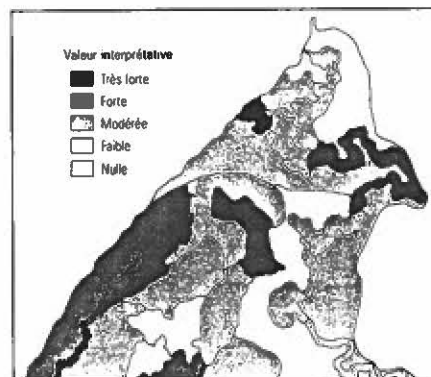 Valeur interprétative
Très forte
Forte
Modérée
Faible
Nulle